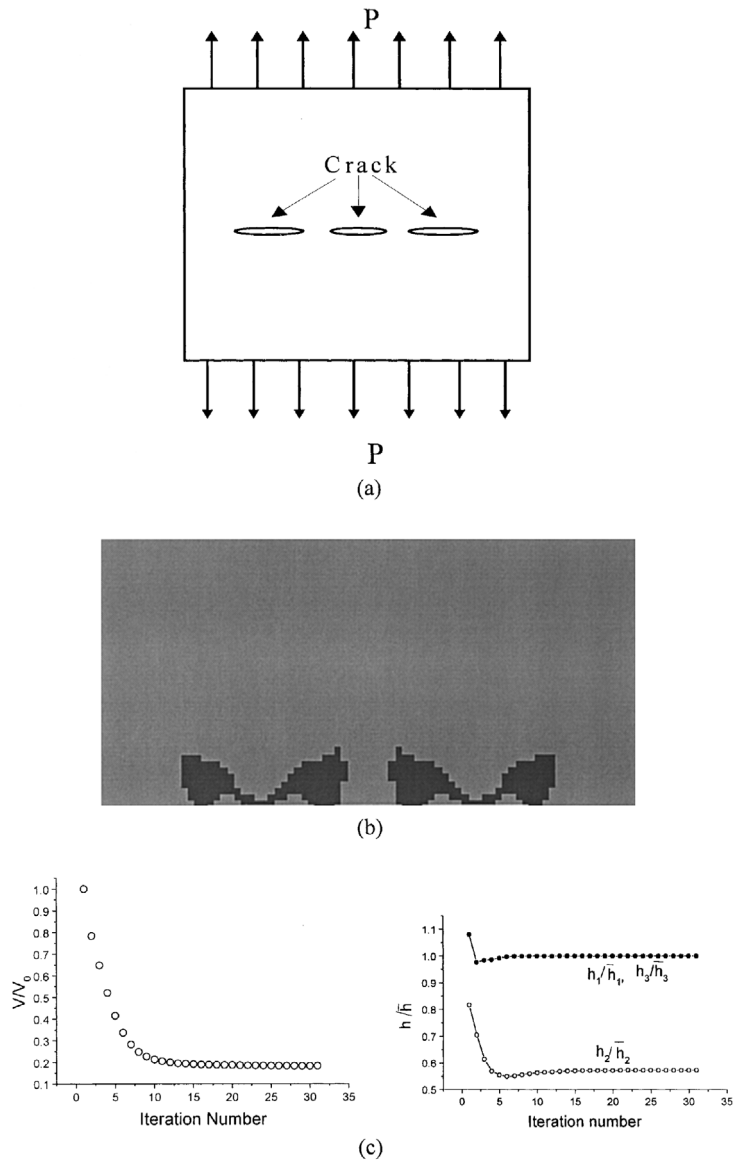 P
Crack
P
(a)
(b)
1.0
0.9
0.8
0.7
0.6
0.5
0.4
0.3
0.2
0.1
V/V₀
0 5 10 15 20 25 30 35
Iteration Number
1.1
1.0
0.9
0.8
0.7
0.6
0.5
h/h̄
h₁/h̄₁, h₃/h̄₃
h₂/h̄₂
0 5 10 15 20 25 30 35
Iteration number
(c)